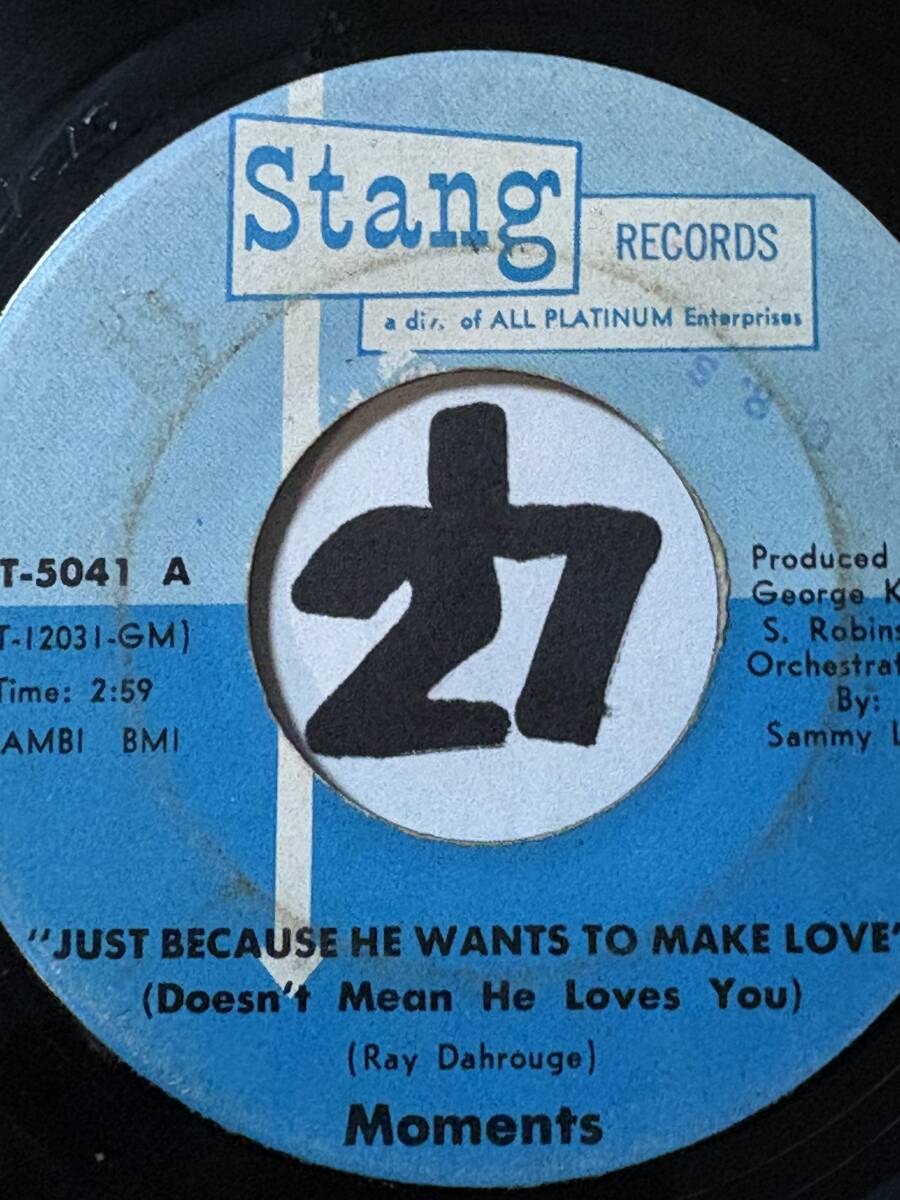 Stang
RECORDS
a div. of ALL PLATINUM Enterprises
T-5041 A
T-12031-GM)
Time: 2:59
AMBI BMI
27
Produced
George K
S. Robins
Orchestrat
By:
Sammy L
"JUST BECAUSE HE WANTS TO MAKE LOVE"
(Doesn't Mean He Loves You)
(Ray Dahrouge)
Moments